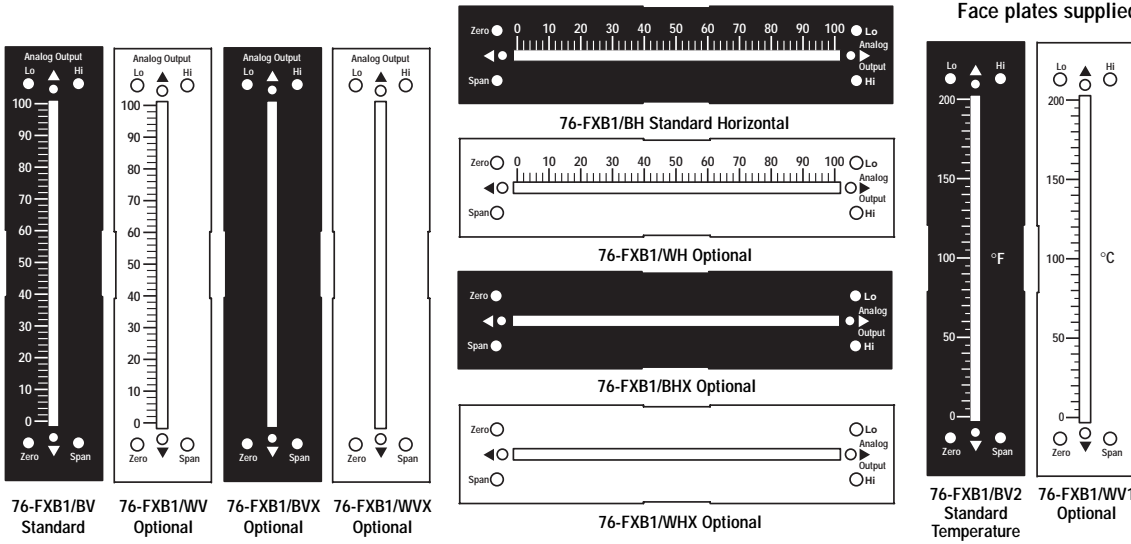 Face plates supplied
Analog Output
Lo Hi
100
90
80
70
60
50
40
30
20
10
0
Zero Span
76-FXB1/BV
Standard
Analog Output
Lo Hi
100
90
80
70
60
50
40
30
20
10
0
Zero Span
76-FXB1/WV
Optional
Analog Output
Lo Hi
Zero Span
76-FXB1/BVX
Optional
Analog Output
Lo Hi
Zero Span
76-FXB1/WVX
Optional
Zero 0 10 20 30 40 50 60 70 80 90 100 Lo
Analog
Output
Span Hi
76-FXB1/BH Standard Horizontal
Zero 0 10 20 30 40 50 60 70 80 90 100 Lo
Analog
Output
Span Hi
76-FXB1/WH Optional
Zero Lo
Analog
Output
Span Hi
76-FXB1/BHX Optional
Zero Lo
Analog
Output
Span Hi
76-FXB1/WHX Optional
Lo Hi
200
150
100 °F
50
0
Zero Span
76-FXB1/BV2
Standard
Temperature
Lo Hi
200
150
100 °C
50
0
Zero Span
76-FXB1/WV1
Optional